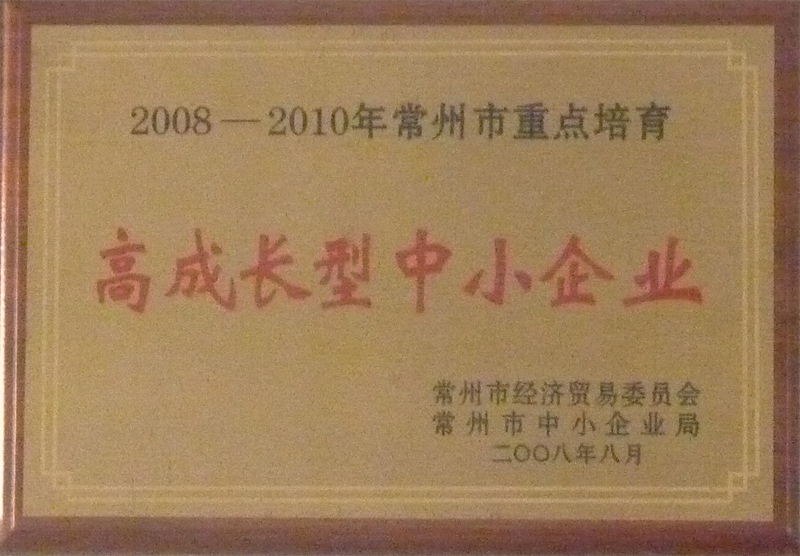 2008—2010年常州市重点培育
高成长型中小企业
常州市经济贸易委员会
常州市中小企业局
二〇〇八年八月